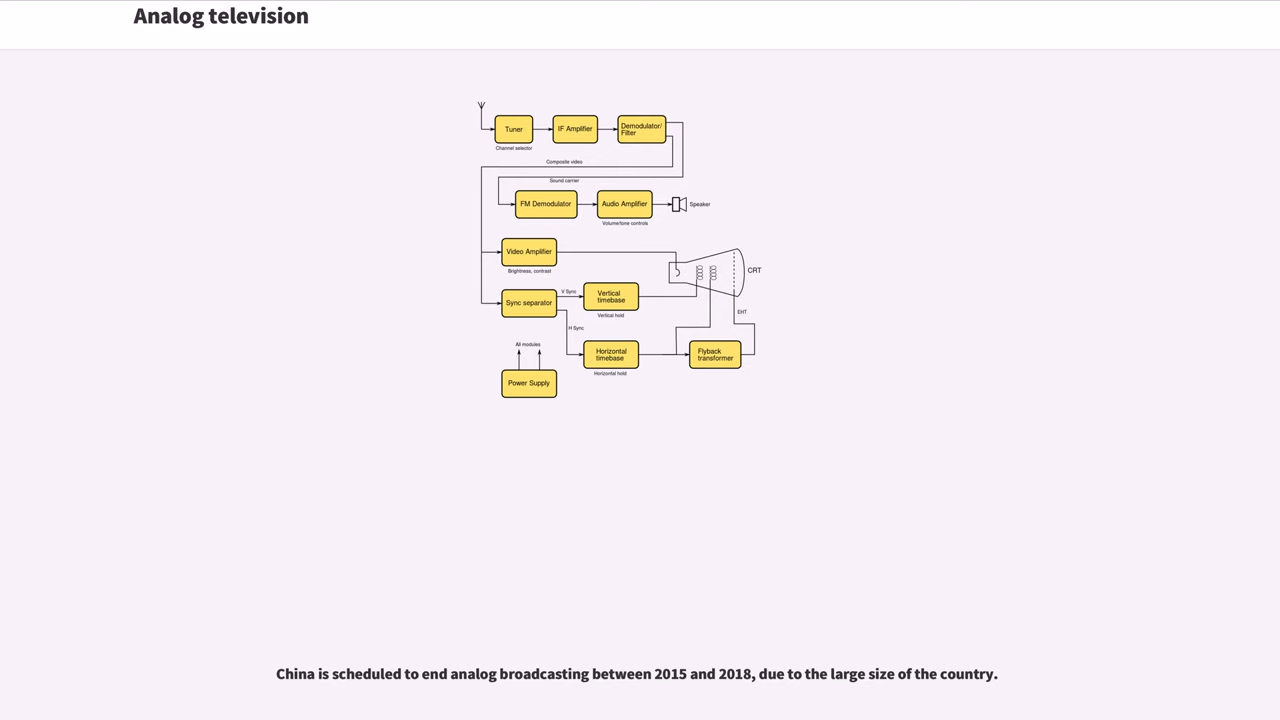 Analog television
Tuner
IF Amplifier
Demodulator/
Filter
Channel selector
Composite video
Sound carrier
FM Demodulator
Audio Amplifier
Speaker
Volume/tone controls
Video Amplifier
Brightness, contrast
CRT
V Sync
Vertical
timebase
Sync separator
Vertical hold
EHT
H Sync
All modules
Horizontal
timebase
Flyback
transformer
Horizontal hold
Power Supply
China is scheduled to end analog broadcasting between 2015 and 2018, due to the large size of the country.